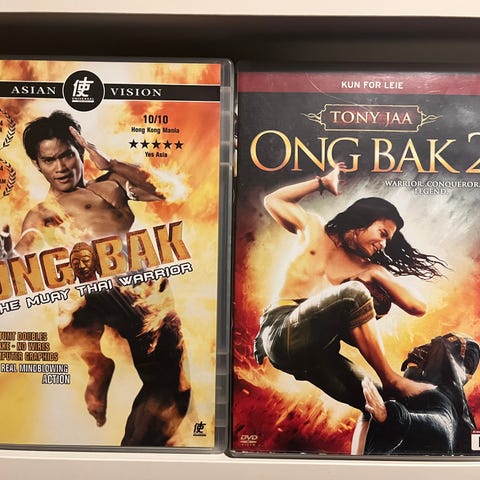 ASIAN
使
VISION
10/10
Hong Kong Mania
★★★★★
Yes Asia
ONG BAK
THE MUAY THAI WARRIOR
STUNT DOUBLES
NO WIRES
COMPUTER GRAPHICS
REAL MINDBLOWING
ACTION
使
KUN FOR LEIE
TONY JAA
ONG BAK 2
WARRIOR. CONQUEROR.
LEGEND.
DVD